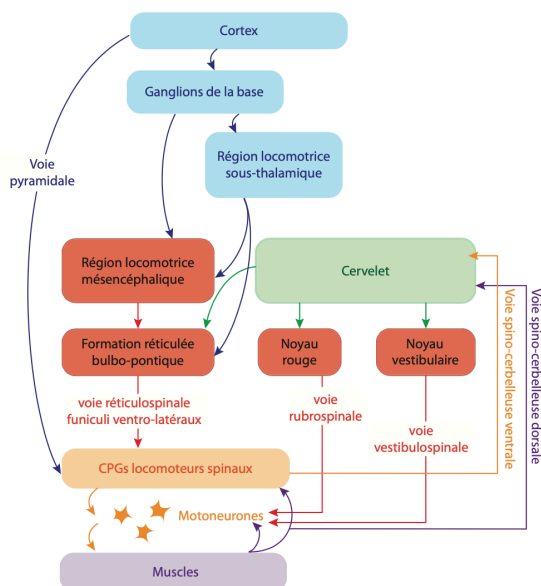 Cortex
Ganglions de la base
Région locomotrice
sous-thalamique
Voie
pyramidale
Région locomotrice
mésencéphalique
Cervelet
Formation réticulée
bulbo-pontique
Noyau
rouge
Noyau
vestibulaire
voie réticulospinale
funiculi ventro-latéraux
voie
rubrospinale
voie
vestibulospinale
Voie spino-cerbelleuse ventrale
Voie spino-cerbelleuse dorsale
CPGs locomoteurs spinaux
Motoneurones
Muscles